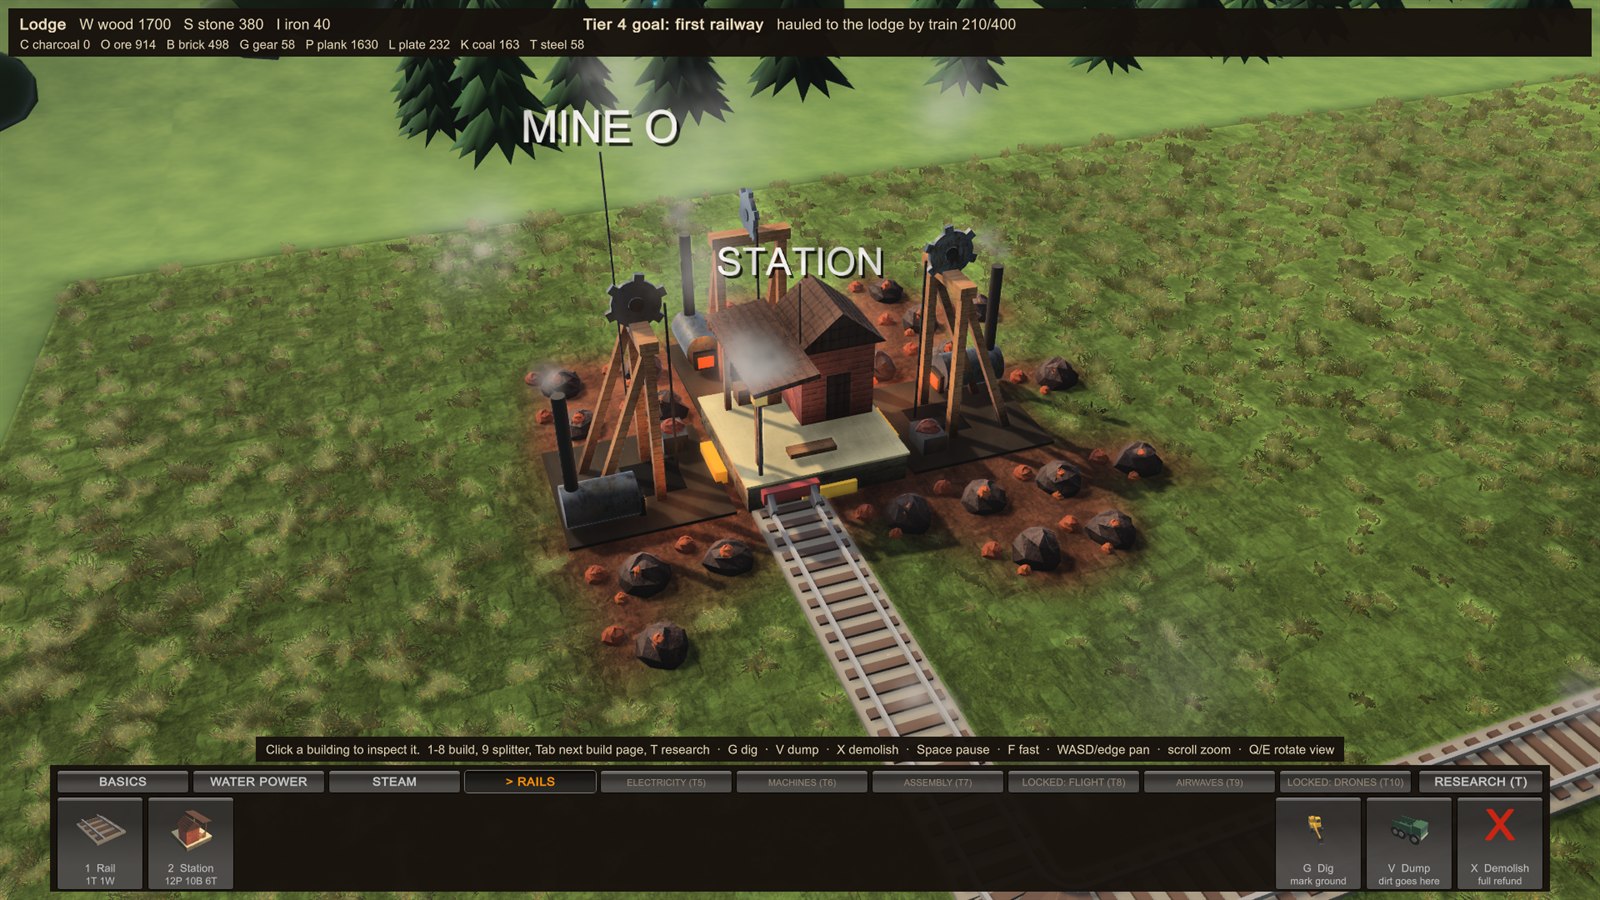 Lodge W wood 1700 S stone 380 I iron 40
Tier 4 goal: first railway hauled to the lodge by train 210/400
C charcoal 0 O ore 914 B brick 498 G gear 58 P plank 1630 L plate 232 K coal 163 T steel 58
MINE O
STATION
Click a building to inspect it. 1-8 build, 9 splitter, Tab next build page, T research · G dig · V dump · X demolish · Space pause · F fast · WASD/edge pan · scroll zoom · Q/E rotate view
BASICS WATER POWER STEAM > RAILS ELECTRICITY (T5) MACHINES (T6) ASSEMBLY (T7) LOCKED: FLIGHT (T8) AIRWAYS (T9) LOCKED: DRONES (T10) RESEARCH (T)
1 Rail
1T 1W
2 Station
12P 10B 6T
G Dig
mark ground
V Dump
dirt goes here
X Demolish
full refund